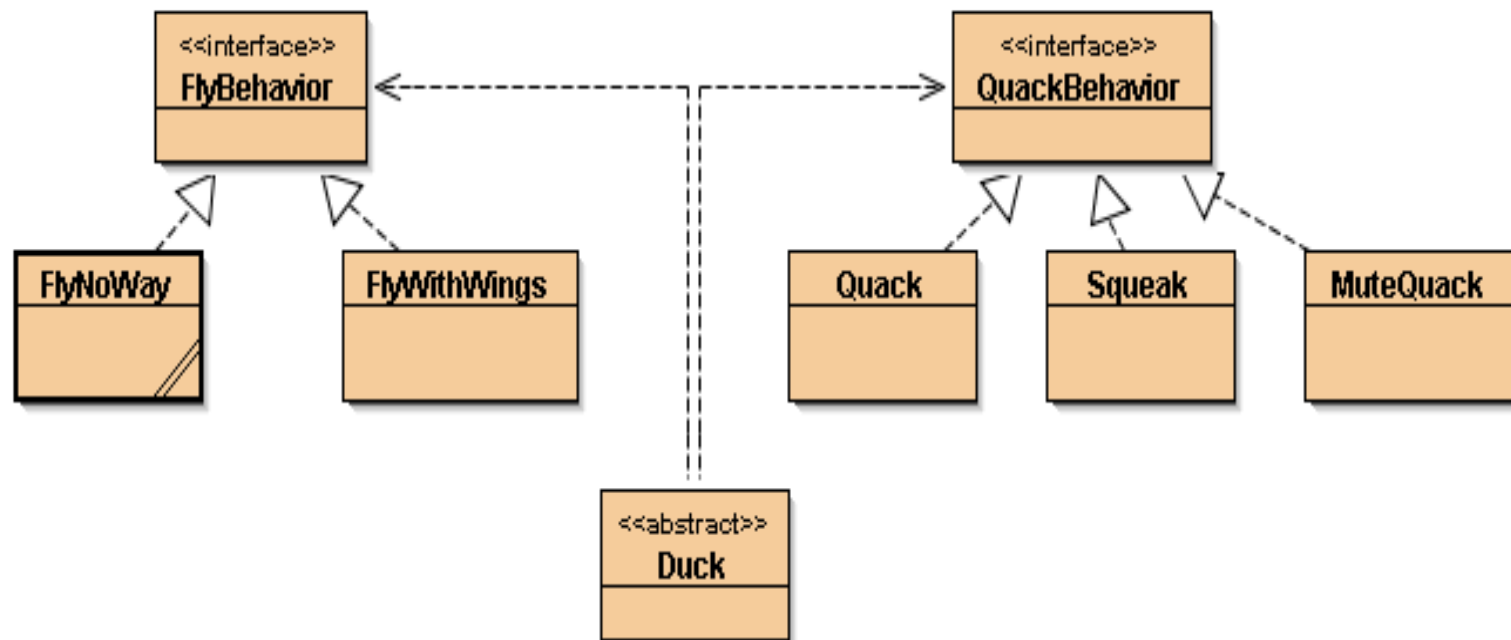 <<interface>>
FlyBehavior
<<interface>>
QuackBehavior
FlyNoWay
FlyWithWings
Quack
Squeak
MuteQuack
<<abstract>>
Duck